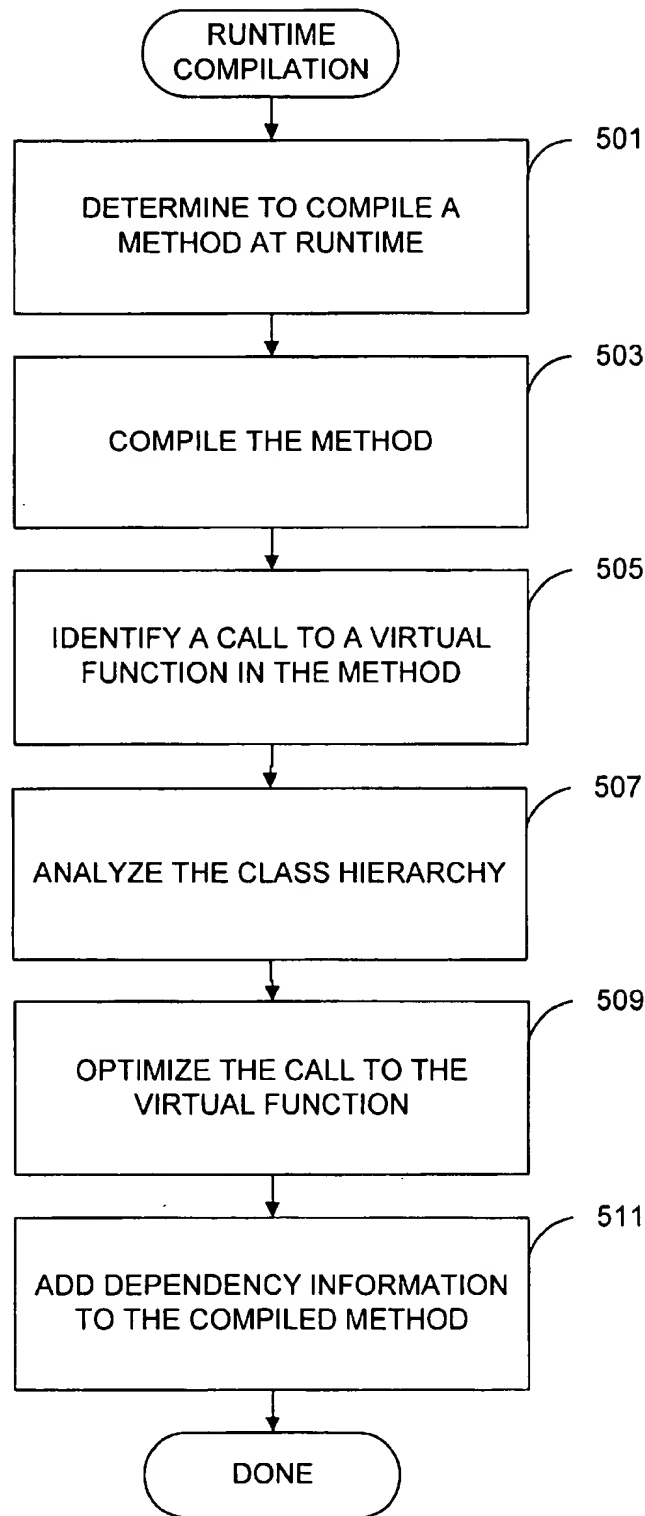 RUNTIME
COMPILATION
501
DETERMINE TO COMPILE A
METHOD AT RUNTIME
503
COMPILE THE METHOD
505
IDENTIFY A CALL TO A VIRTUAL
FUNCTION IN THE METHOD
507
ANALYZE THE CLASS HIERARCHY
509
OPTIMIZE THE CALL TO THE
VIRTUAL FUNCTION
511
ADD DEPENDENCY INFORMATION
TO THE COMPILED METHOD
DONE